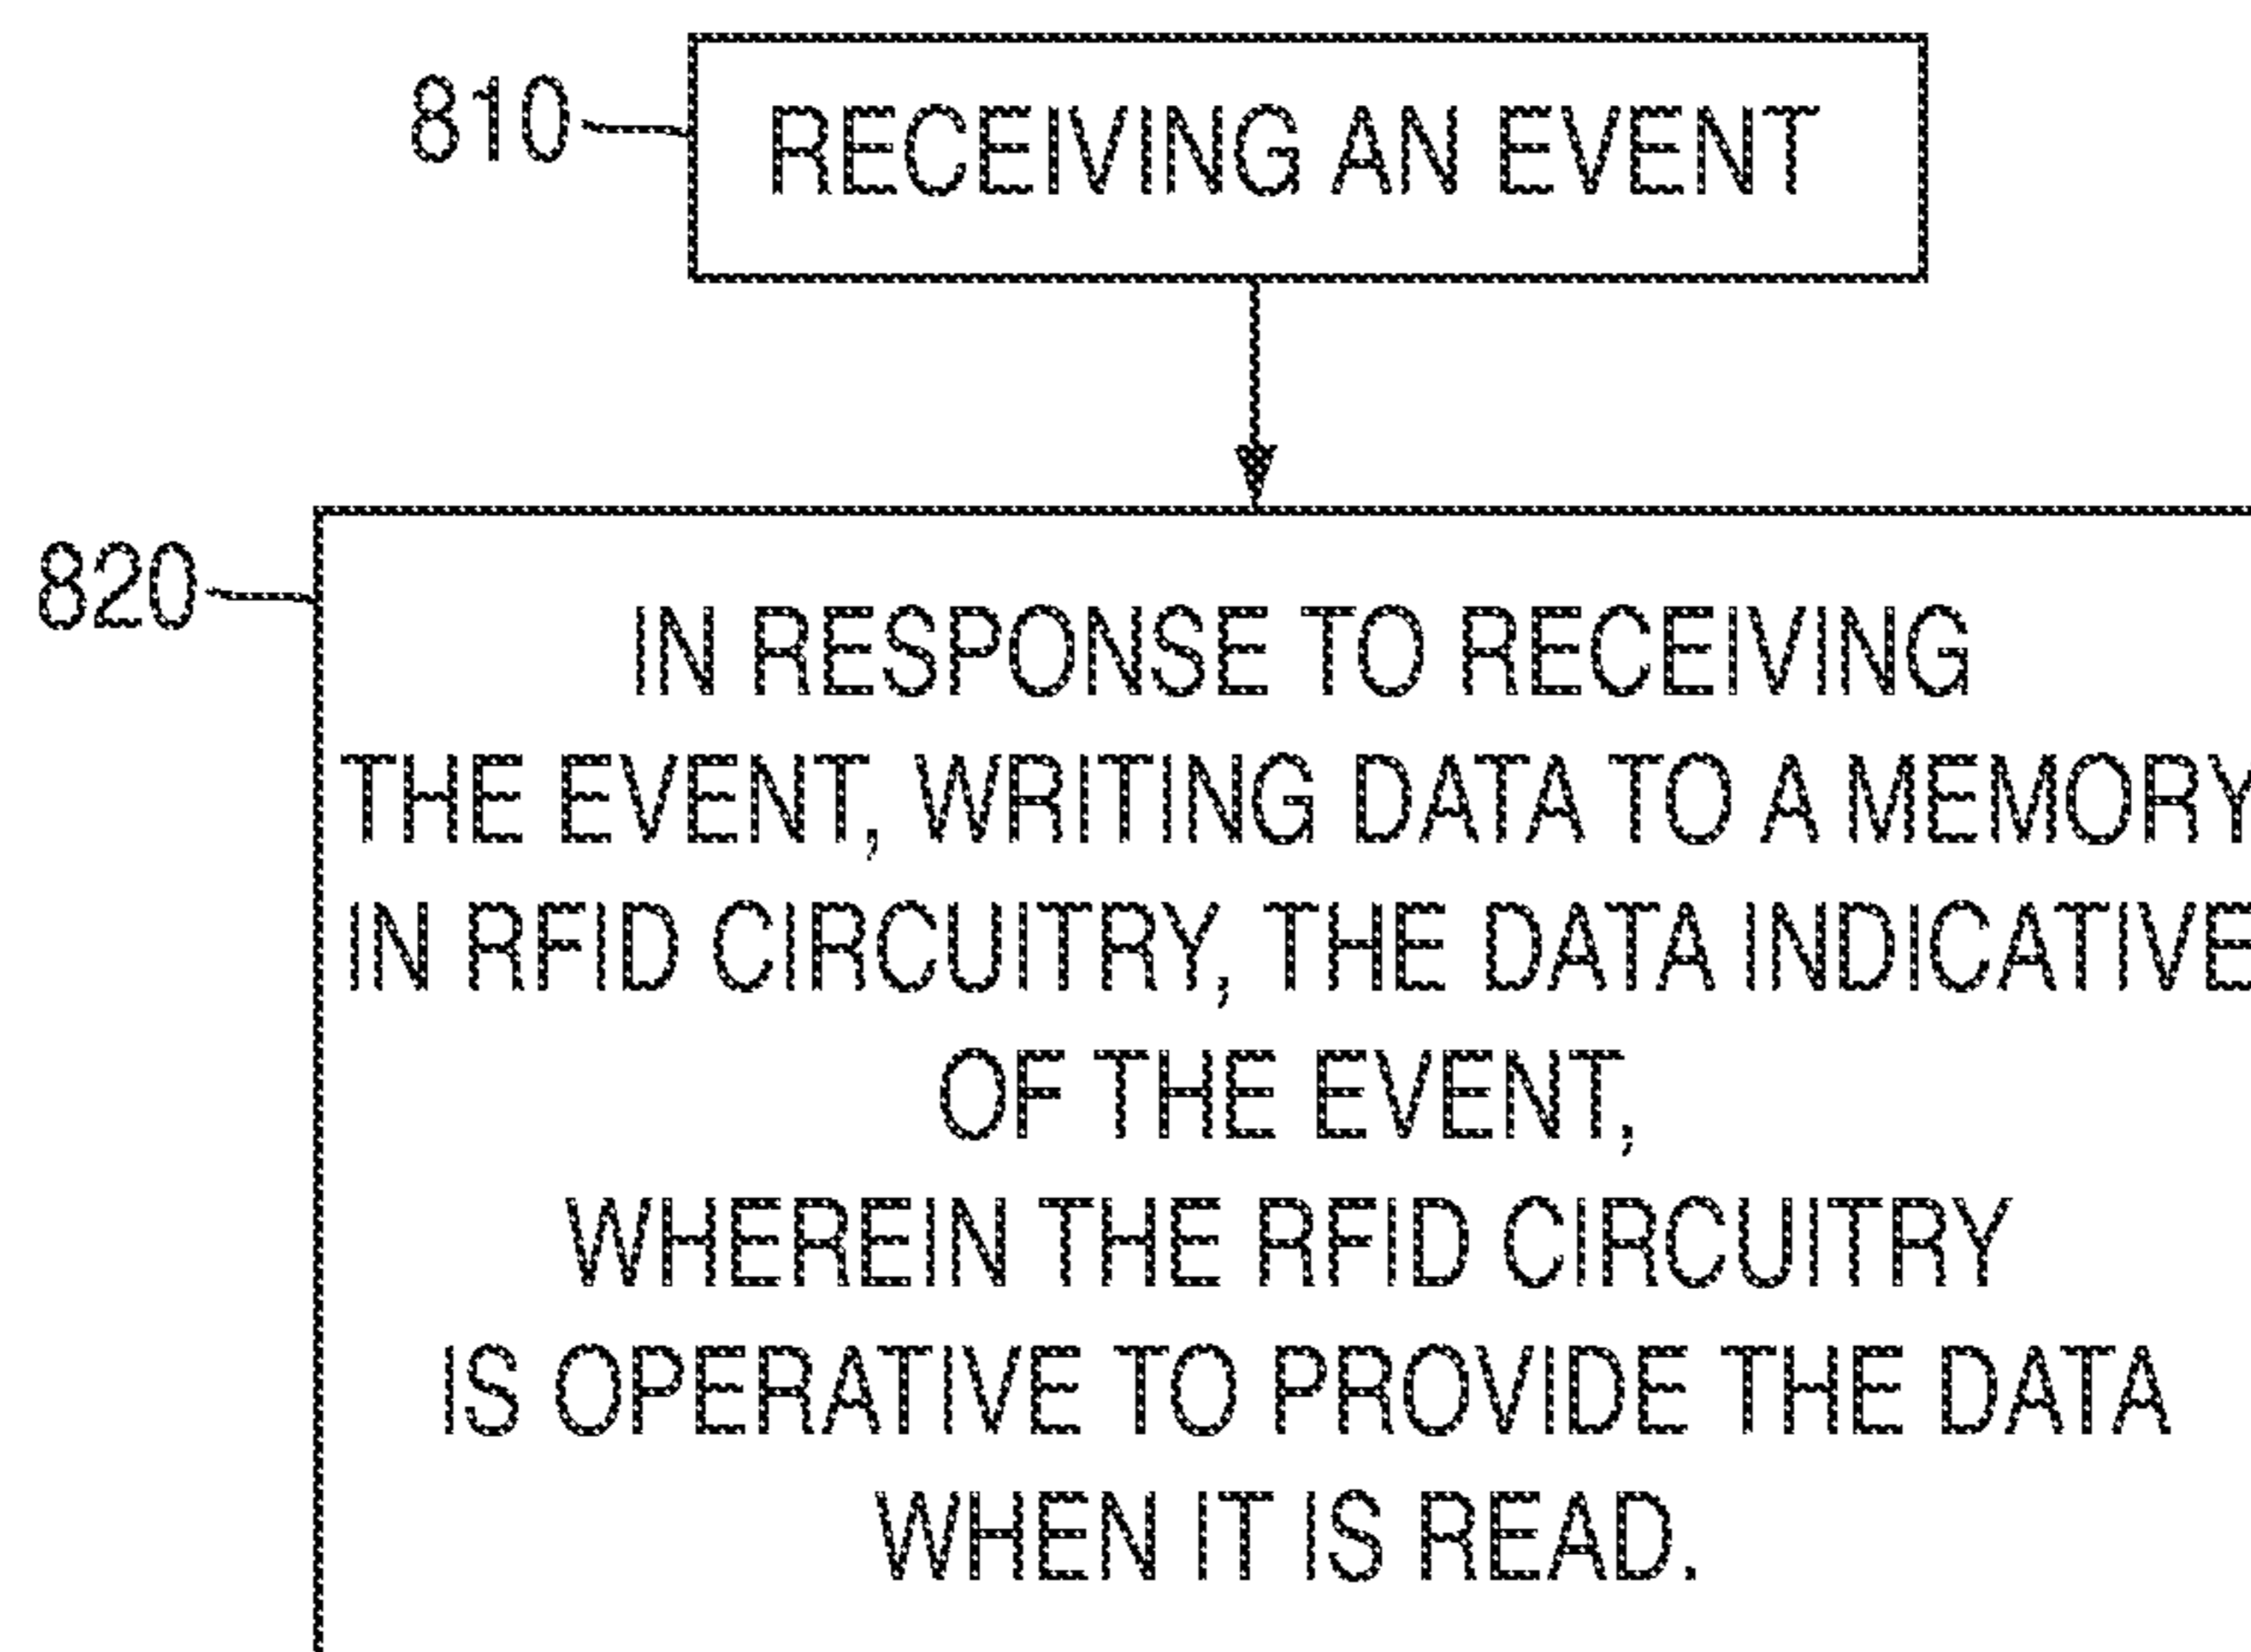 810
RECEIVING AN EVENT
820
IN RESPONSE TO RECEIVING
THE EVENT, WRITING DATA TO A MEMORY
IN RFID CIRCUITRY, THE DATA INDICATIVE
OF THE EVENT,
WHEREIN THE RFID CIRCUITRY
IS OPERATIVE TO PROVIDE THE DATA
WHEN IT IS READ.